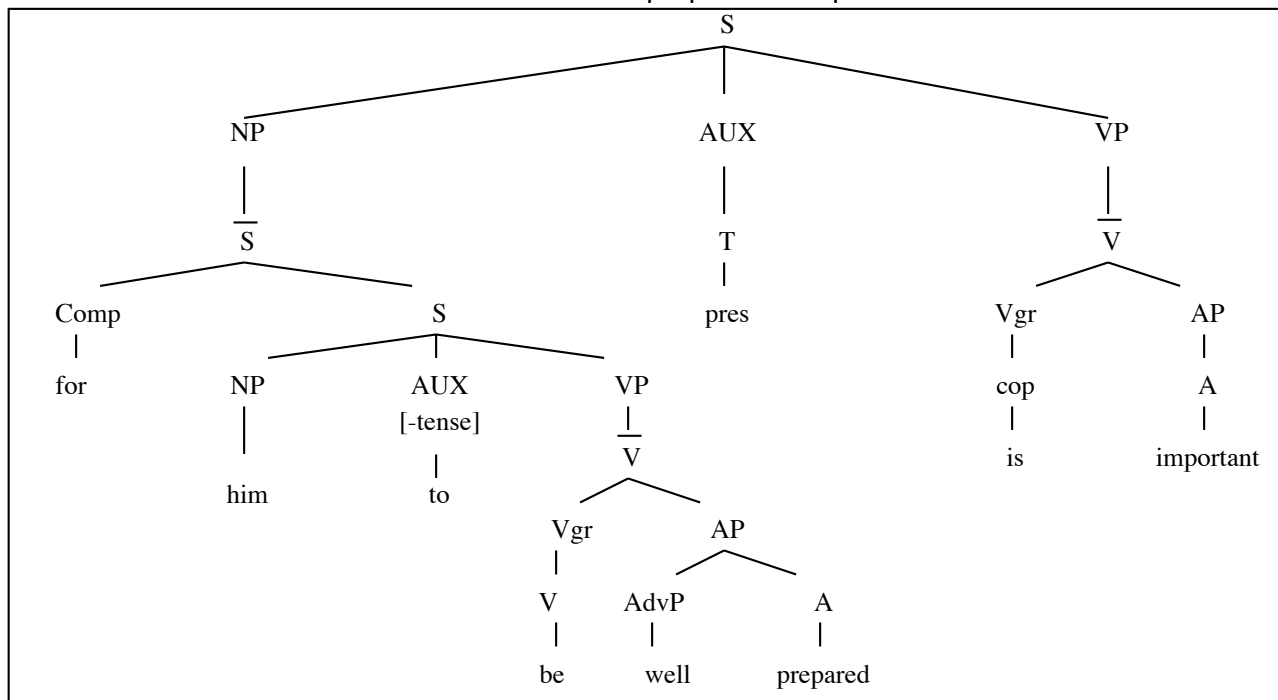 S
NP AUX VP
S̅ T V̅
Comp S pres Vgr AP
for NP AUX VP cop A
[-tense]
V̅ is important
him to
Vgr AP
V AdvP A
be well prepared